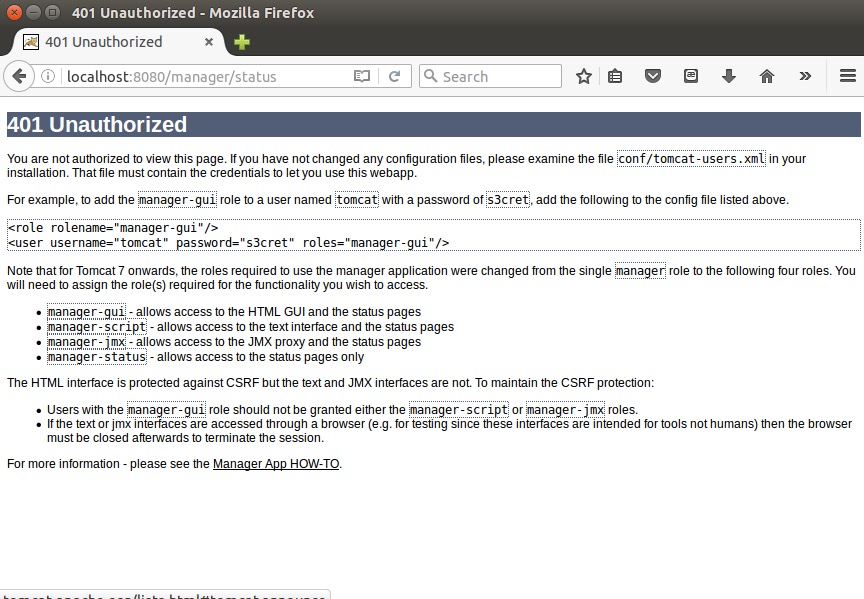 401 Unauthorized - Mozilla Firefox
401 Unauthorized
localhost:8080/manager/status
Search
401 Unauthorized
You are not authorized to view this page. If you have not changed any configuration files, please examine the file conf/tomcat-users.xml in your
installation. That file must contain the credentials to let you use this webapp.
For example, to add the manager-gui role to a user named tomcat with a password of s3cret, add the following to the config file listed above.
<role rolename="manager-gui"/>
<user username="tomcat" password="s3cret" roles="manager-gui"/>
Note that for Tomcat 7 onwards, the roles required to use the manager application were changed from the single manager role to the following four roles. You
will need to assign the role(s) required for the functionality you wish to access.
• manager-gui - allows access to the HTML GUI and the status pages
• manager-script - allows access to the text interface and the status pages
• manager-jmx - allows access to the JMX proxy and the status pages
• manager-status - allows access to the status pages only
The HTML interface is protected against CSRF but the text and JMX interfaces are not. To maintain the CSRF protection:
• Users with the manager-gui role should not be granted either the manager-script or manager-jmx roles.
• If the text or jmx interfaces are accessed through a browser (e.g. for testing since these interfaces are intended for tools not humans) then the browser
must be closed afterwards to terminate the session.
For more information - please see the Manager App HOW-TO.